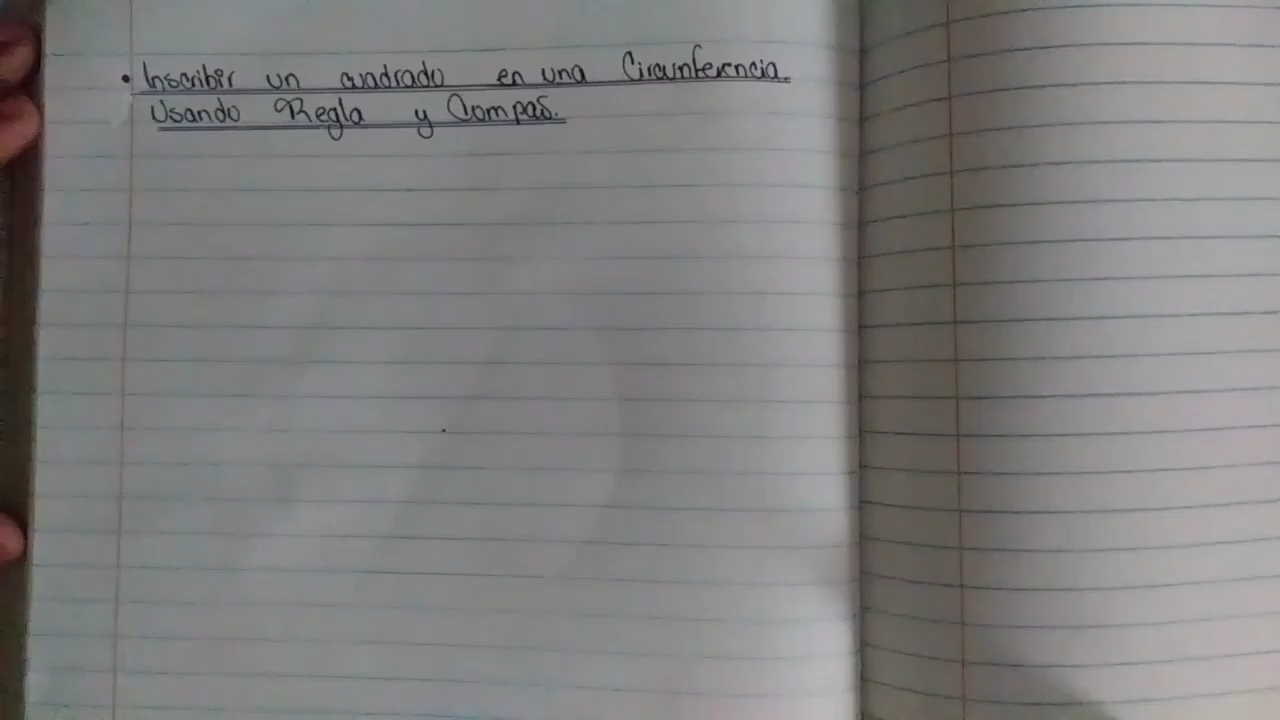 • Inscribir un cuadrado en una Circunferencia
Usando Regla y Compas.